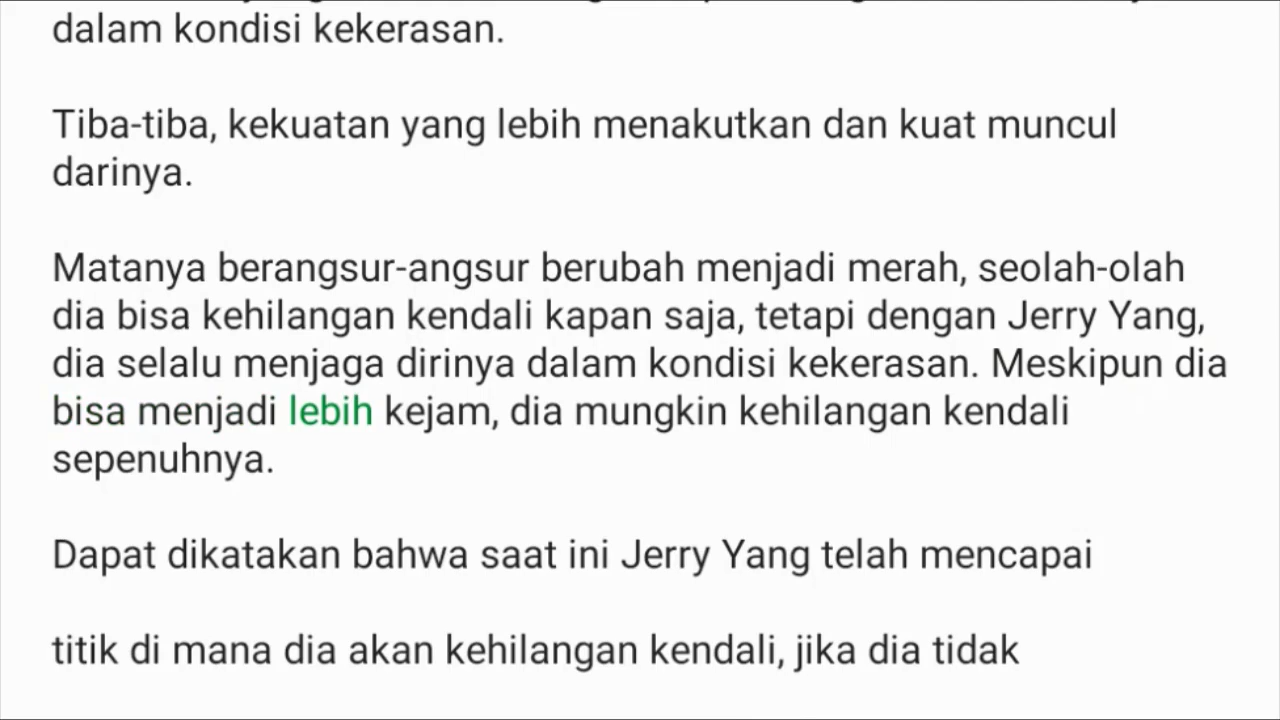 dalam kondisi kekerasan.
Tiba-tiba, kekuatan yang lebih menakutkan dan kuat muncul
darinya.
Matanya berangsur-angsur berubah menjadi merah, seolah-olah
dia bisa kehilangan kendali kapan saja, tetapi dengan Jerry Yang,
dia selalu menjaga dirinya dalam kondisi kekerasan. Meskipun dia
bisa menjadi lebih kejam, dia mungkin kehilangan kendali
sepenuhnya.
Dapat dikatakan bahwa saat ini Jerry Yang telah mencapai
titik di mana dia akan kehilangan kendali, jika dia tidak